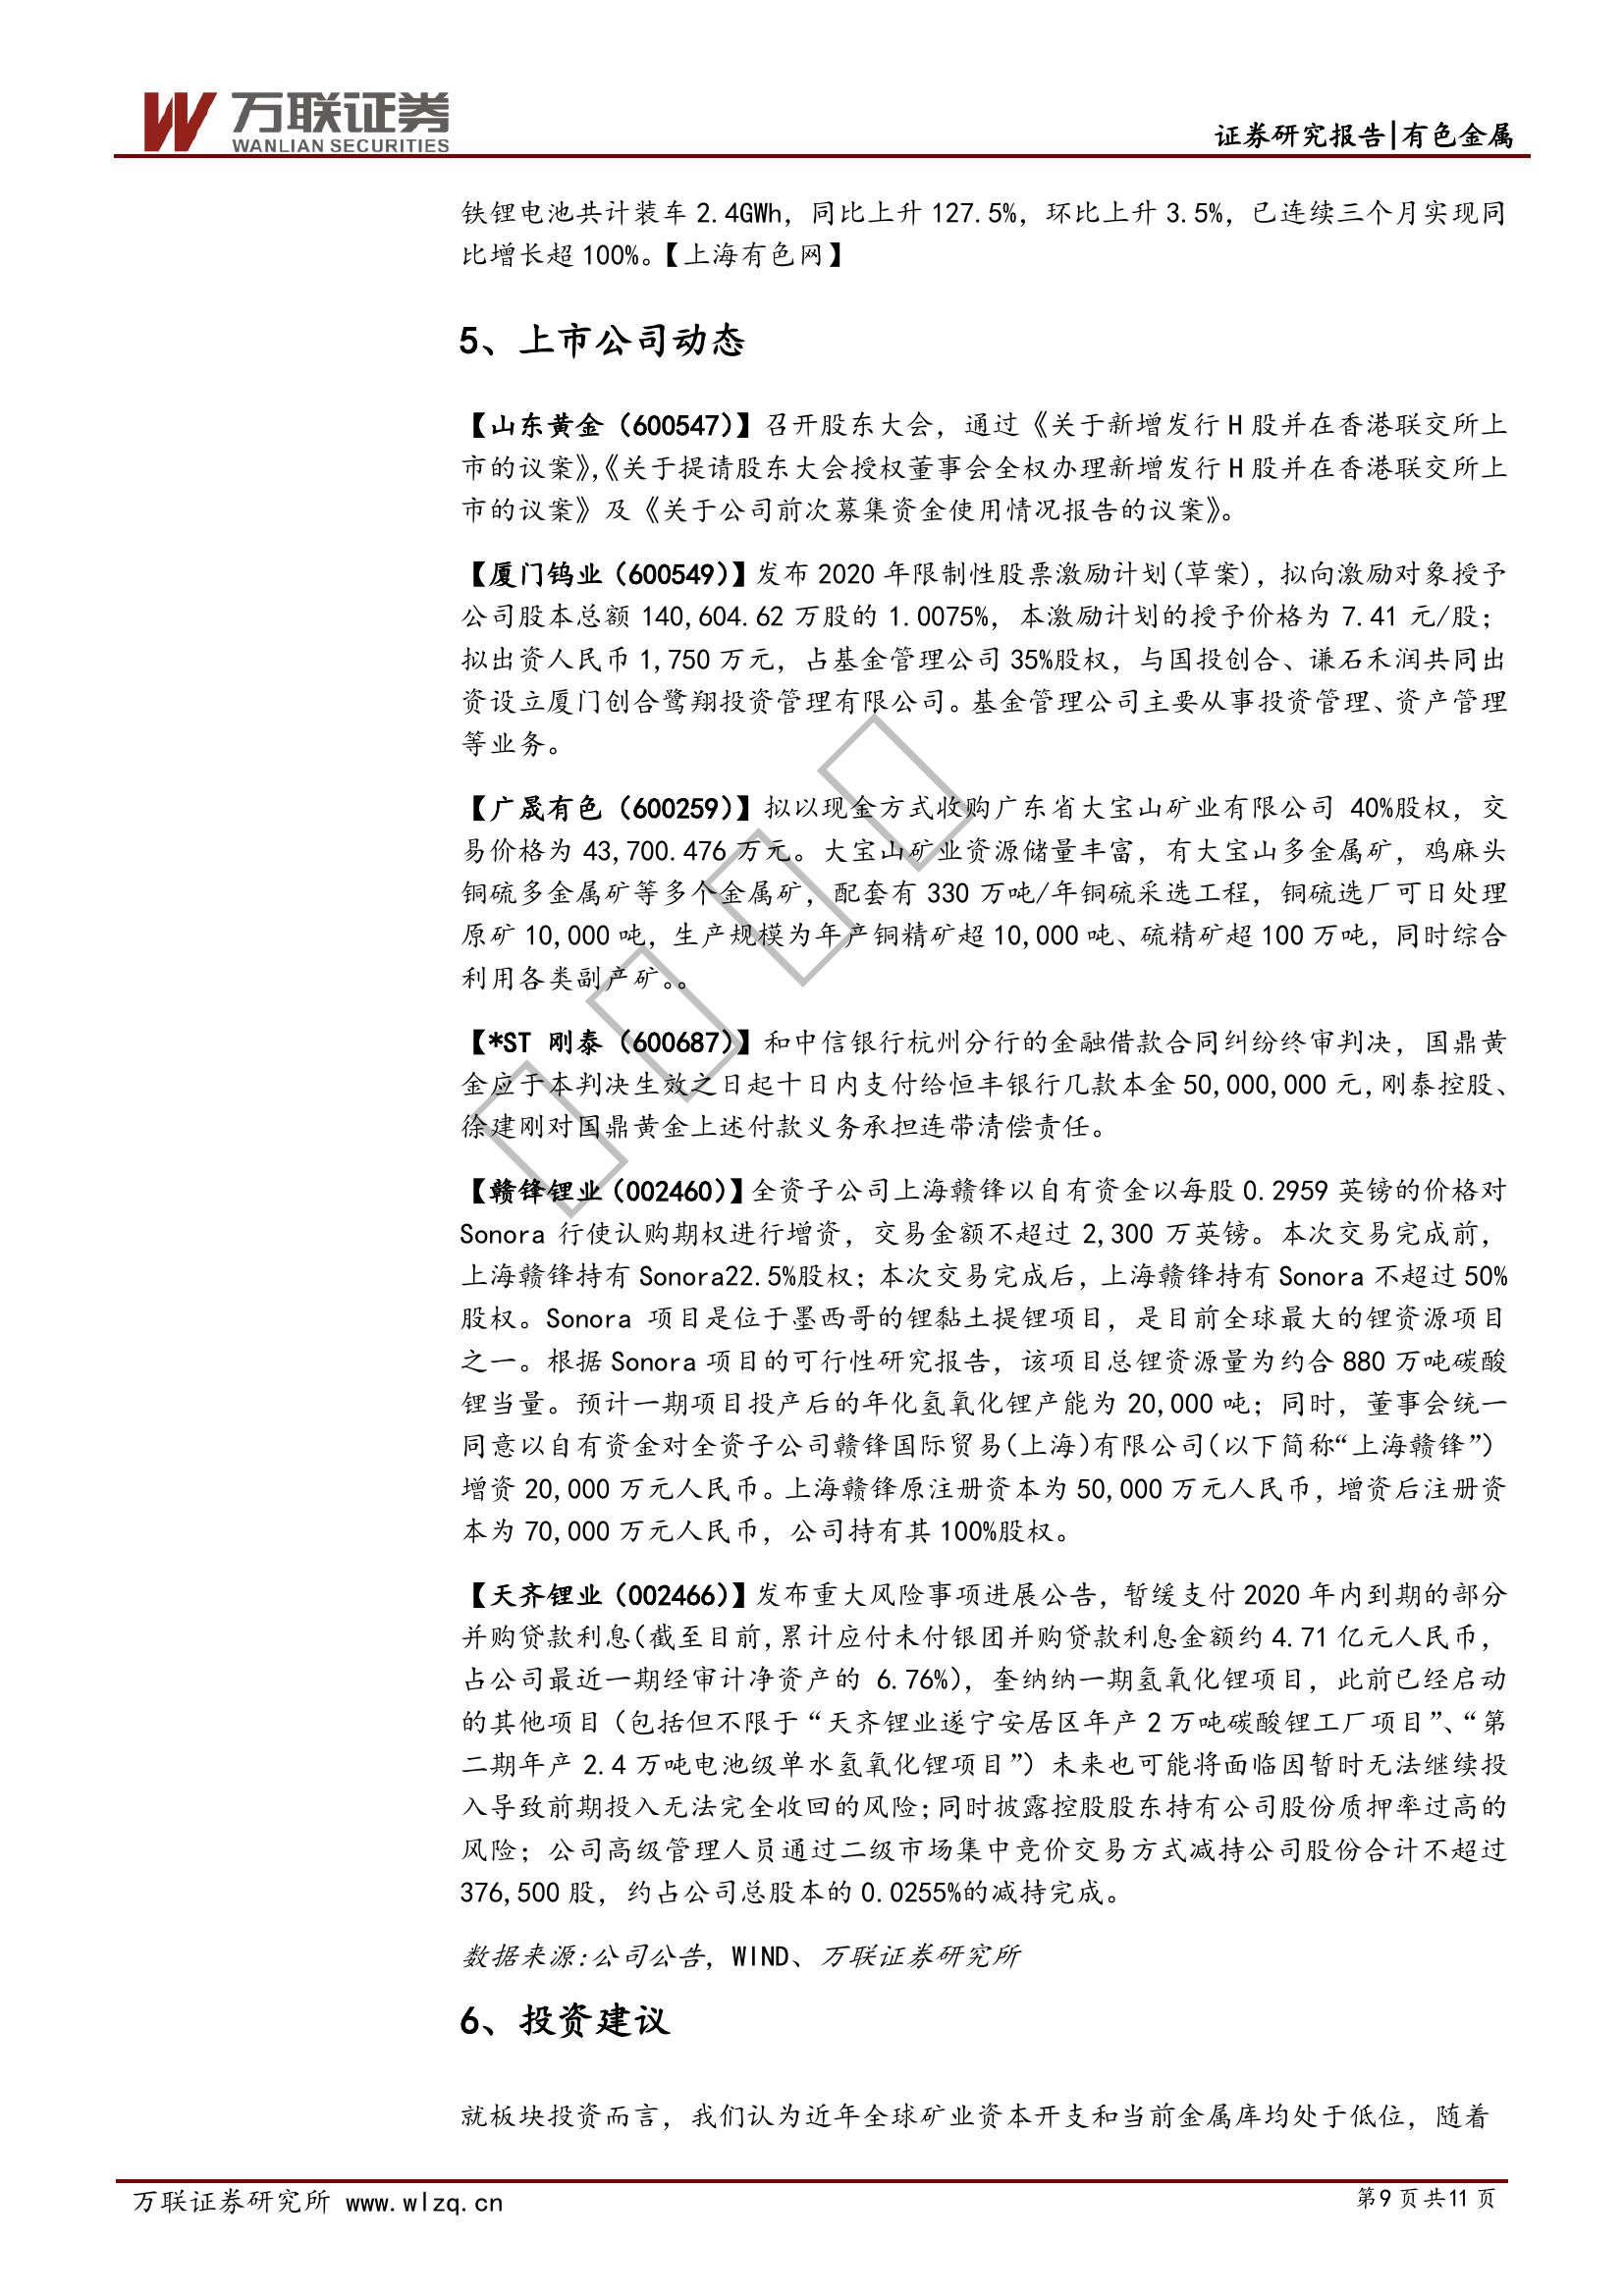 万联证券
WANLIAN SECURITIES
证券研究报告|有色金属
铁锂电池共计装车 2.4GWh，同比上升 127.5%，环比上升 3.5%，已连续三个月实现同
比增长超 100%。【上海有色网】
5、上市公司动态
【山东黄金（600547）】召开股东大会，通过《关于新增发行 H 股并在香港联交所上
市的议案》，《关于提请股东大会授权董事会全权办理新增发行 H 股并在香港联交所上
市的议案》及《关于公司前次募集资金使用情况报告的议案》。
【厦门钨业（600549）】发布 2020 年限制性股票激励计划(草案)，拟向激励对象授予
公司股本总额 140,604.62 万股的 1.0075%，本激励计划的授予价格为 7.41 元/股；
拟出资人民币 1,750 万元，占基金管理公司 35%股权，与国投创合、谦石禾润共同出
资设立厦门创合鹭翔投资管理有限公司。基金管理公司主要从事投资管理、资产管理
等业务。
【广晟有色（600259）】拟以现金方式收购广东省大宝山矿业有限公司 40%股权，交
易价格为 43,700.476 万元。大宝山矿业资源储量丰富，有大宝山多金属矿，鸡麻头
铜硫多金属矿等多个金属矿，配套有 330 万吨/年铜硫采选工程，铜硫选厂可日处理
原矿 10,000 吨，生产规模为年产铜精矿超 10,000 吨、硫精矿超 100 万吨，同时综合
利用各类副产矿。。
【*ST 刚泰（600687）】和中信银行杭州分行的金融借款合同纠纷终审判决，国鼎黄
金应于本判决生效之日起十日内支付给恒丰银行几款本金 50,000,000 元，刚泰控股、
徐建刚对国鼎黄金上述付款义务承担连带清偿责任。
【赣锋锂业（002460）】全资子公司上海赣锋以自有资金以每股 0.2959 英镑的价格对
Sonora 行使认购期权进行增资，交易金额不超过 2,300 万英镑。本次交易完成前，
上海赣锋持有 Sonora22.5%股权；本次交易完成后，上海赣锋持有 Sonora 不超过 50%
股权。Sonora 项目是位于墨西哥的锂黏土提锂项目，是目前全球最大的锂资源项目
之一。根据 Sonora 项目的可行性研究报告，该项目总锂资源量为约合 880 万吨碳酸
锂当量。预计一期项目投产后的年化氢氧化锂产能为 20,000 吨；同时，董事会统一
同意以自有资金对全资子公司赣锋国际贸易(上海)有限公司(以下简称“上海赣锋”)
增资 20,000 万元人民币。上海赣锋原注册资本为 50,000 万元人民币，增资后注册资
本为 70,000 万元人民币，公司持有其 100%股权。
【天齐锂业（002466）】发布重大风险事项进展公告，暂缓支付 2020 年内到期的部分
并购贷款利息(截至目前,累计应付未付银团并购贷款利息金额约 4.71 亿元人民币，
占公司最近一期经审计净资产的 6.76%)，奎纳纳一期氢氧化锂项目，此前已经启动
的其他项目（包括但不限于“天齐锂业遂宁安居区年产 2 万吨碳酸锂工厂项目”、“第
二期年产 2.4 万吨电池级单水氢氧化锂项目”）未来也可能将面临因暂时无法继续投
入导致前期投入无法完全收回的风险;同时披露控股股东持有公司股份质押率过高的
风险；公司高级管理人员通过二级市场集中竞价交易方式减持公司股份合计不超过
376,500 股，约占公司总股本的 0.0255%的减持完成。
数据来源:公司公告，WIND、万联证券研究所
6、投资建议
就板块投资而言，我们认为近年全球矿业资本开支和当前金属库均处于低位，随着
万联证券研究所 www.wlzq.cn
第 9 页 共 11 页